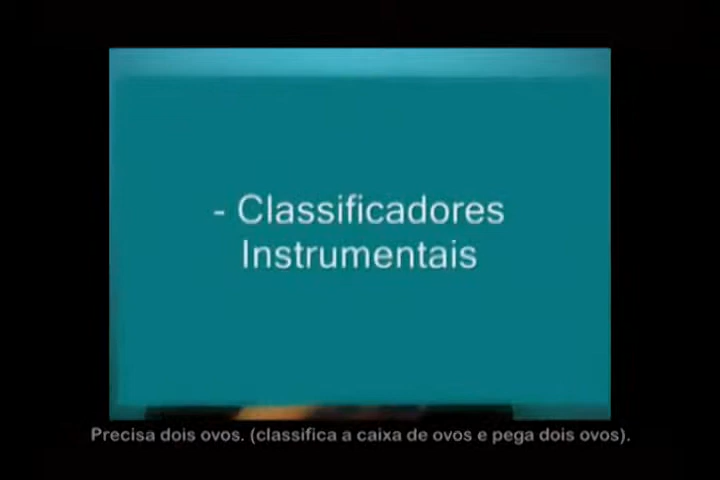 - Classificadores
Instrumentais
Precisa dois ovos. (classifica a caixa de ovos e pega dois ovos).